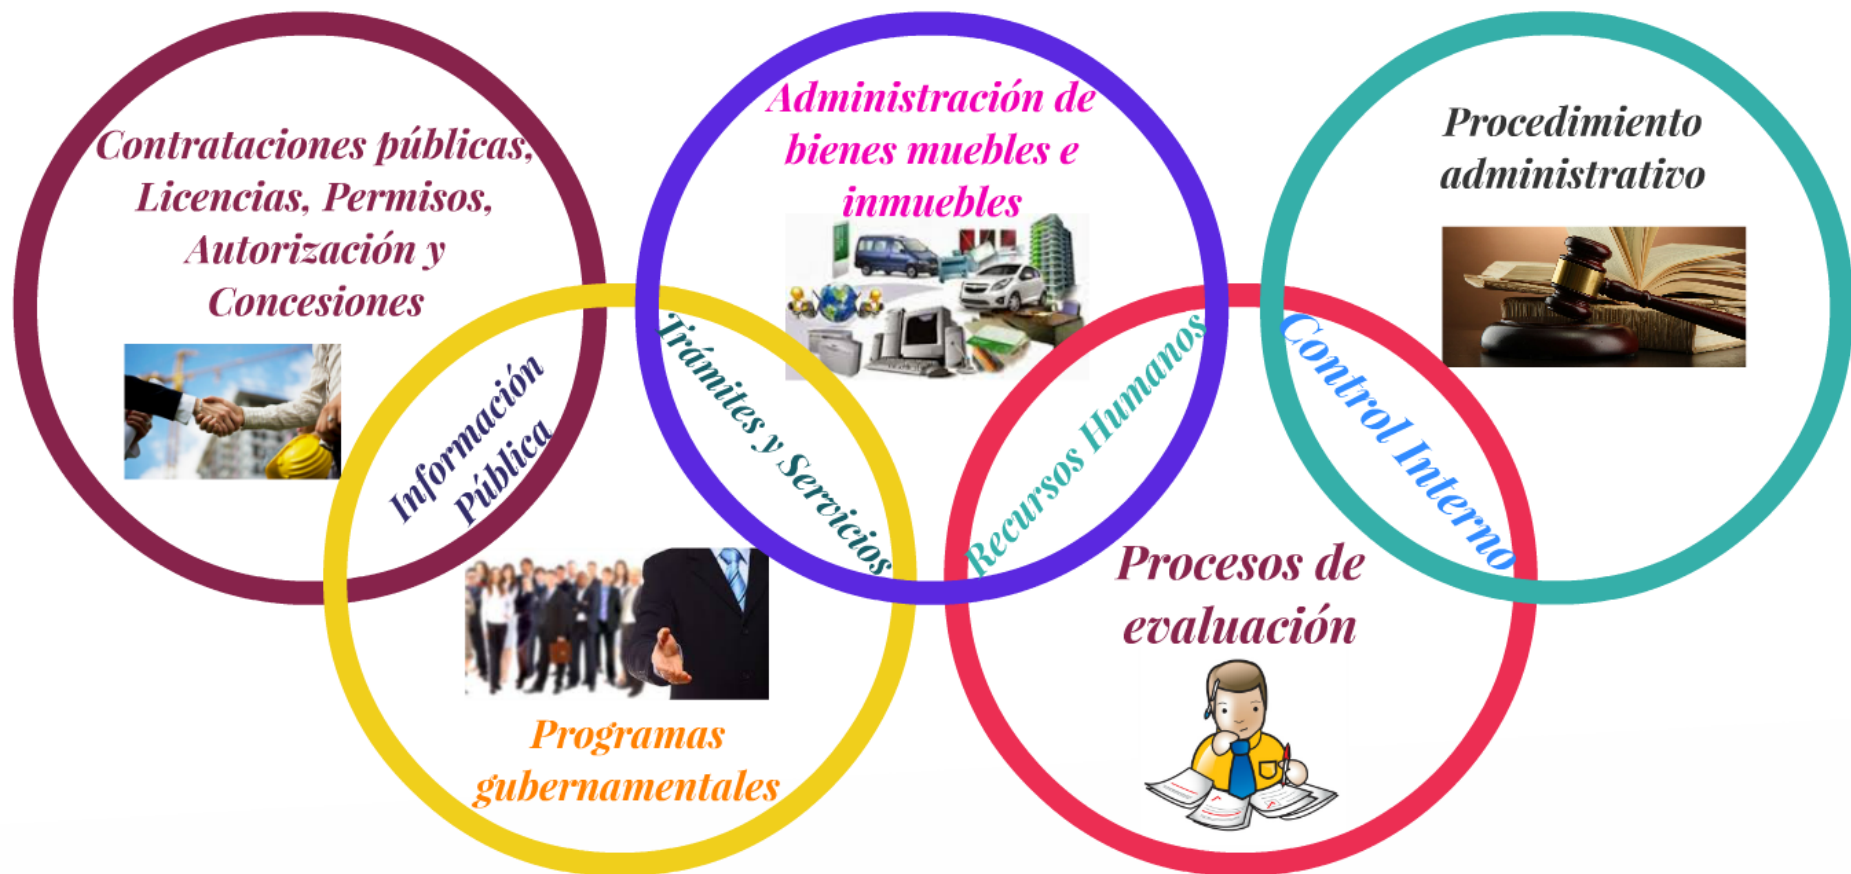 Contrataciones públicas,
Licencias, Permisos,
Autorización y
Concesiones
Información
Pública
Programas
gubernamentales
Trámites y Servicios
Administración de
bienes muebles e
inmuebles
Recursos Humanos
Procesos de
evaluación
Control Interno
Procedimiento
administrativo